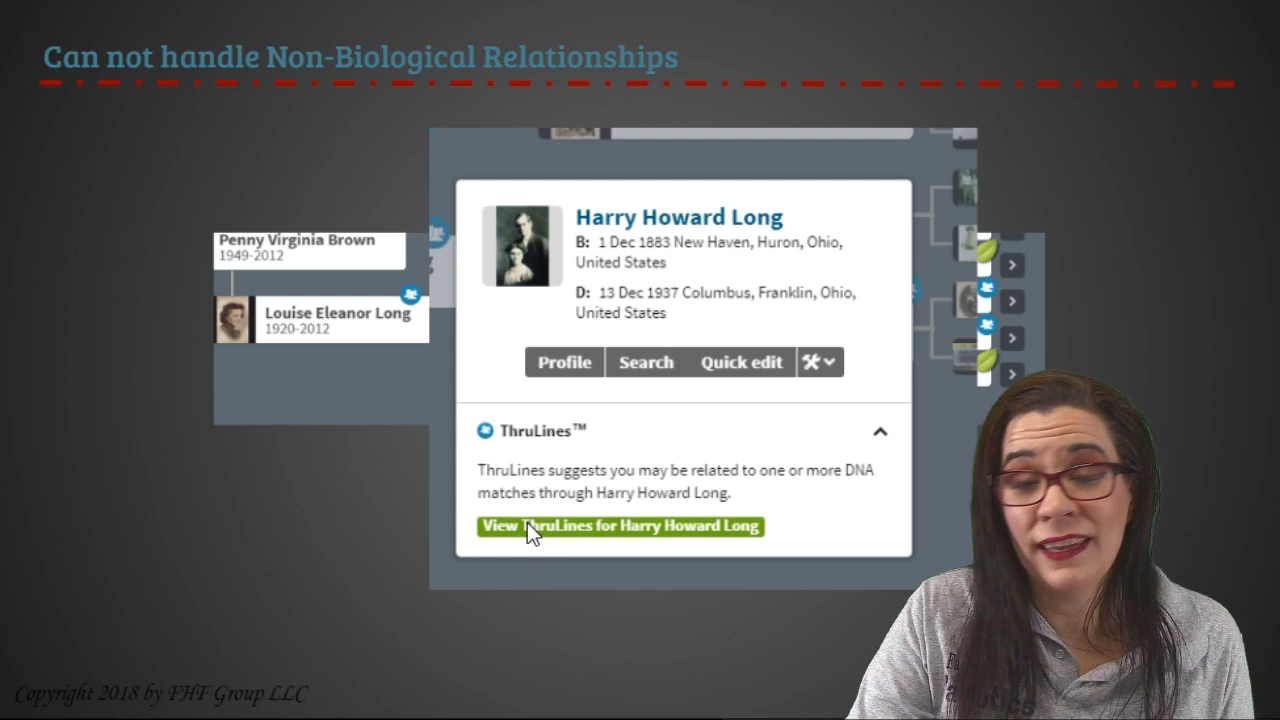 Can not handle Non-Biological Relationships
Penny Virginia Brown
1949-2012
Louise Eleanor Long
1920-2012
Harry Howard Long
B: 1 Dec 1883 New Haven, Huron, Ohio,
United States
D: 13 Dec 1937 Columbus, Franklin, Ohio,
United States
Profile Search Quick edit
ThruLines™
ThruLines suggests you may be related to one or more DNA
matches through Harry Howard Long.
View ThruLines for Harry Howard Long
Copyright 2018 by FHF Group LLC